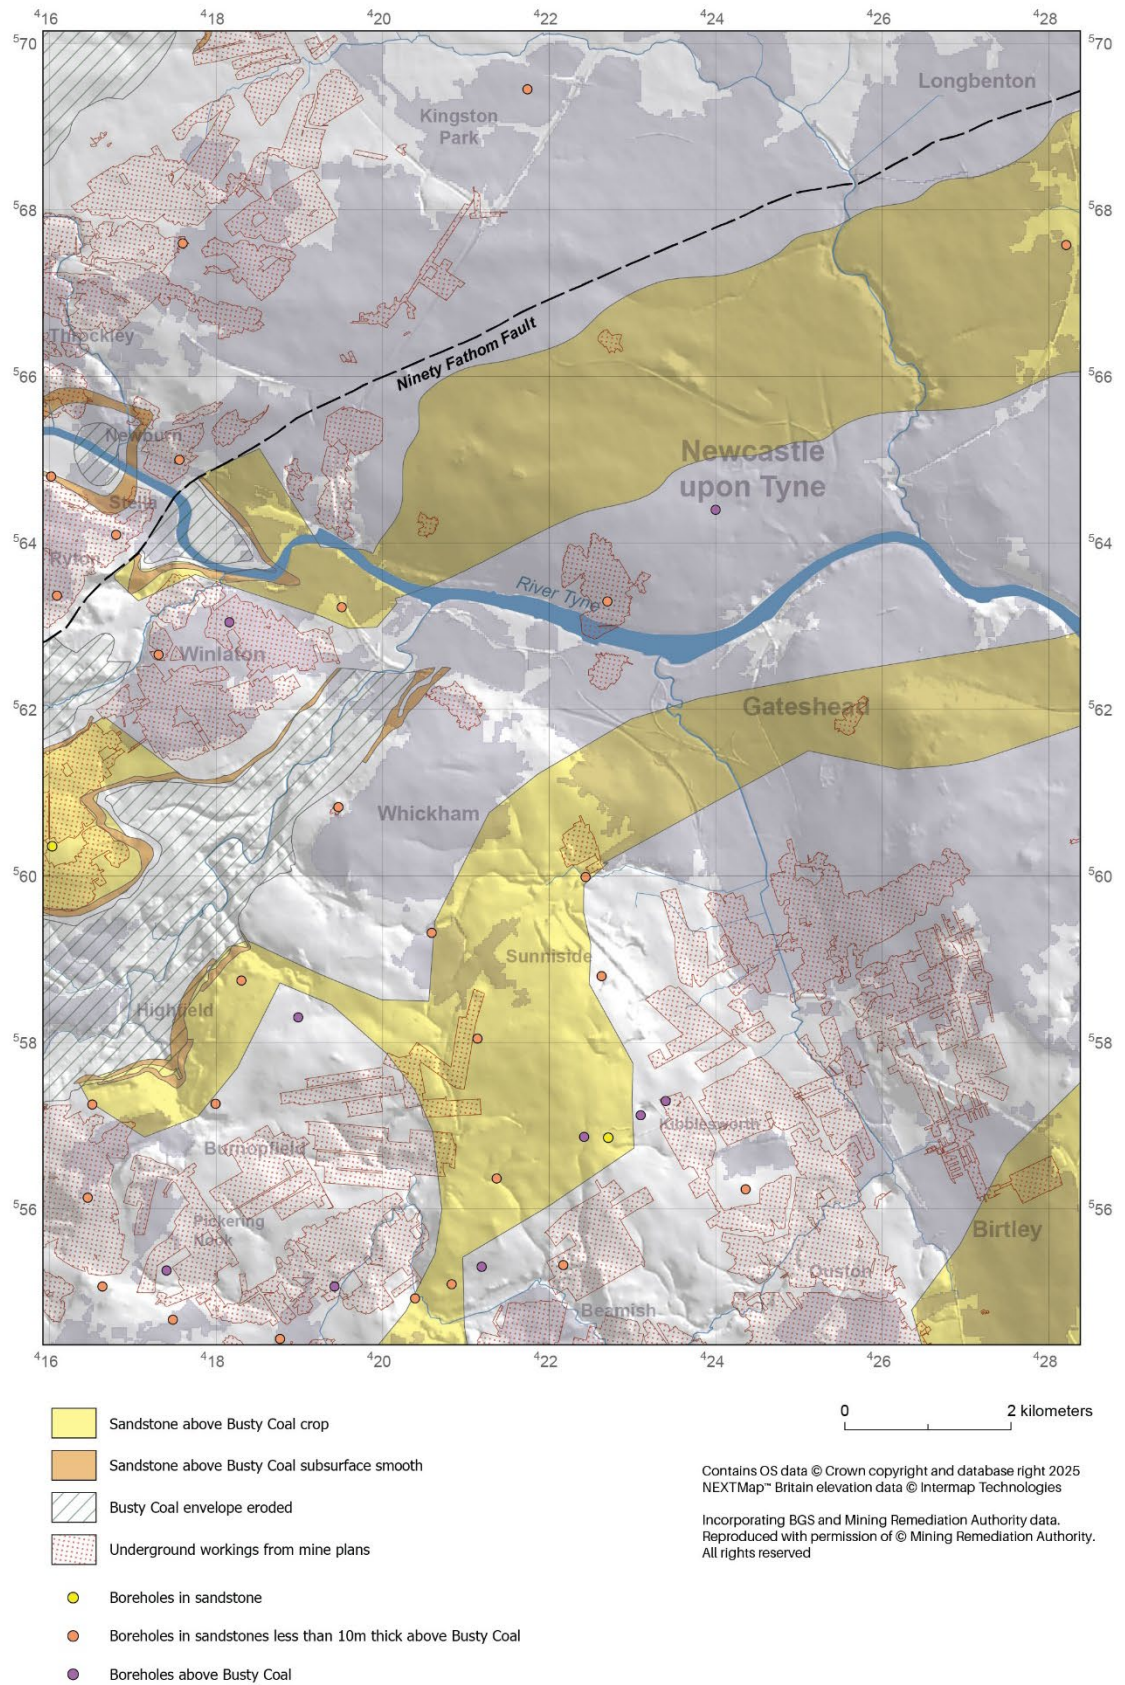 ⁴16 ⁴18 ⁴20 ⁴22 ⁴24 ⁴26 ⁴28
⁵70 ⁵70
Longbenton
Kingston
Park
⁵68 ⁵68
Throckley
Ninety Fathom Fault
⁵66 ⁵66
Newburn
Newcastle
upon Tyne
Stella
⁵64 ⁵64
Ryton
River Tyne
Winlaton
⁵62 ⁵62
Gateshead
Whickham
⁵60 ⁵60
Sunniside
Highfield
⁵58 ⁵58
Kibblesworth
Burnopfield
⁵56 ⁵56
Pickering
Nook
Birtley
Ouston
Beamish
⁴16 ⁴18 ⁴20 ⁴22 ⁴24 ⁴26 ⁴28
0 2 kilometers
Sandstone above Busty Coal crop
Sandstone above Busty Coal subsurface smooth
Busty Coal envelope eroded
Underground workings from mine plans
Boreholes in sandstone
Boreholes in sandstones less than 10m thick above Busty Coal
Boreholes above Busty Coal
Contains OS data © Crown copyright and database right 2025
NEXTMap™ Britain elevation data © Intermap Technologies
Incorporating BGS and Mining Remediation Authority data.
Reproduced with permission of © Mining Remediation Authority.
All rights reserved